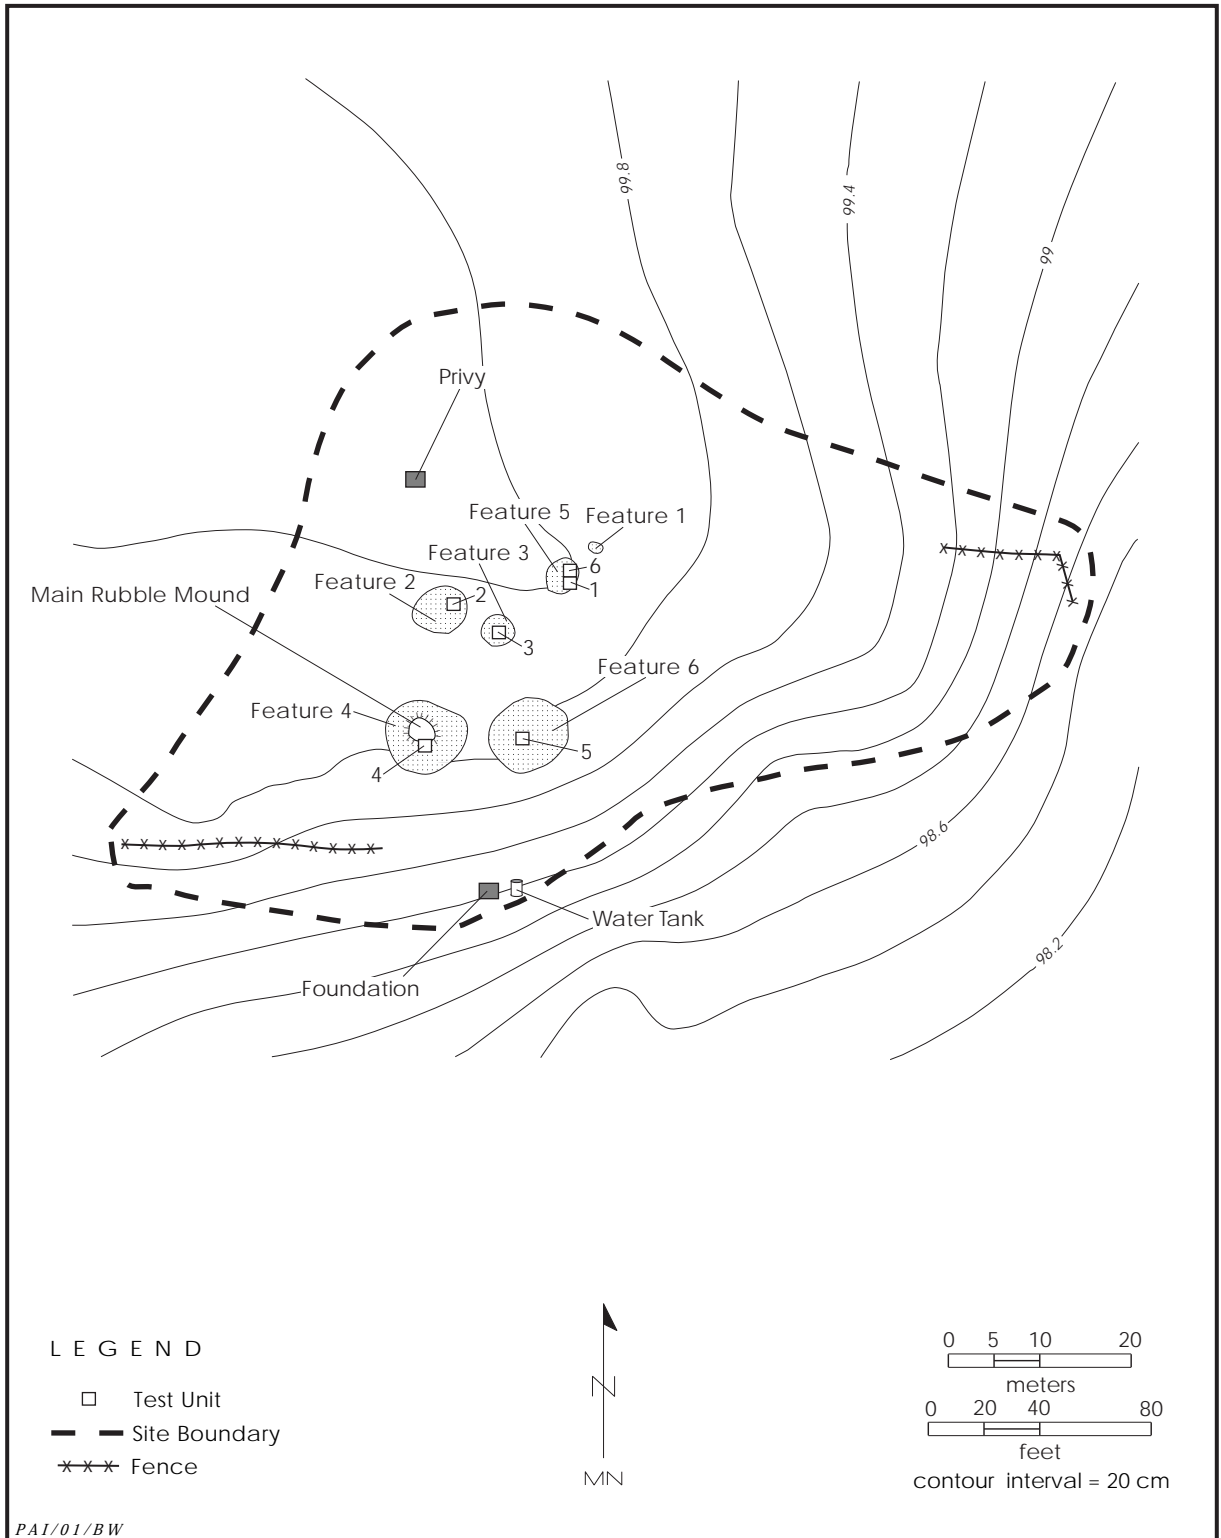 99.8
99.4
99
Privy
Feature 5
Feature 1
Feature 3
6
Feature 2
1
2
Main Rubble Mound
3
Feature 6
Feature 4
5
4
98.6
Water Tank
98.2
Foundation
LEGEND
Test Unit
Site Boundary
Fence
N
MN
0 5 10 20
meters
0 20 40 80
feet
contour interval = 20 cm
PAI/01/BW